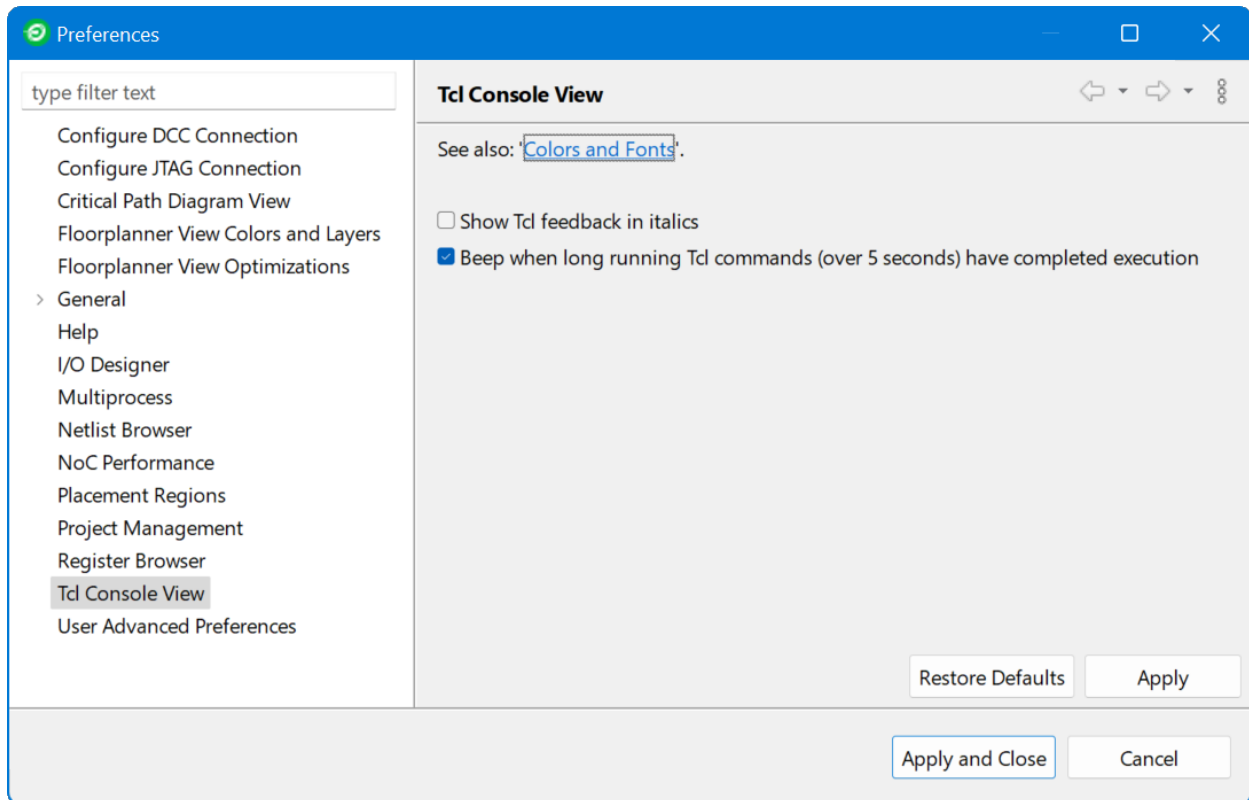 Preferences
type filter text
Configure DCC Connection
Configure JTAG Connection
Critical Path Diagram View
Floorplanner View Colors and Layers
Floorplanner View Optimizations
General
Help
I/O Designer
Multiprocess
Netlist Browser
NoC Performance
Placement Regions
Project Management
Register Browser
Tcl Console View
User Advanced Preferences
Tcl Console View
See also: 'Colors and Fonts'.
Show Tcl feedback in italics
Beep when long running Tcl commands (over 5 seconds) have completed execution
Restore Defaults
Apply
Apply and Close
Cancel